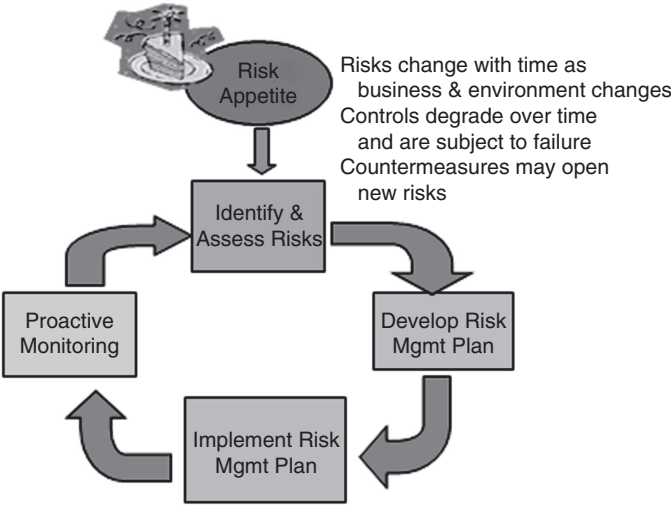 Risk
Appetite
Risks change with time as
business & environment changes
Controls degrade over time
and are subject to failure
Countermeasures may open
new risks
Identify &
Assess Risks
Develop Risk
Mgmt Plan
Implement Risk
Mgmt Plan
Proactive
Monitoring